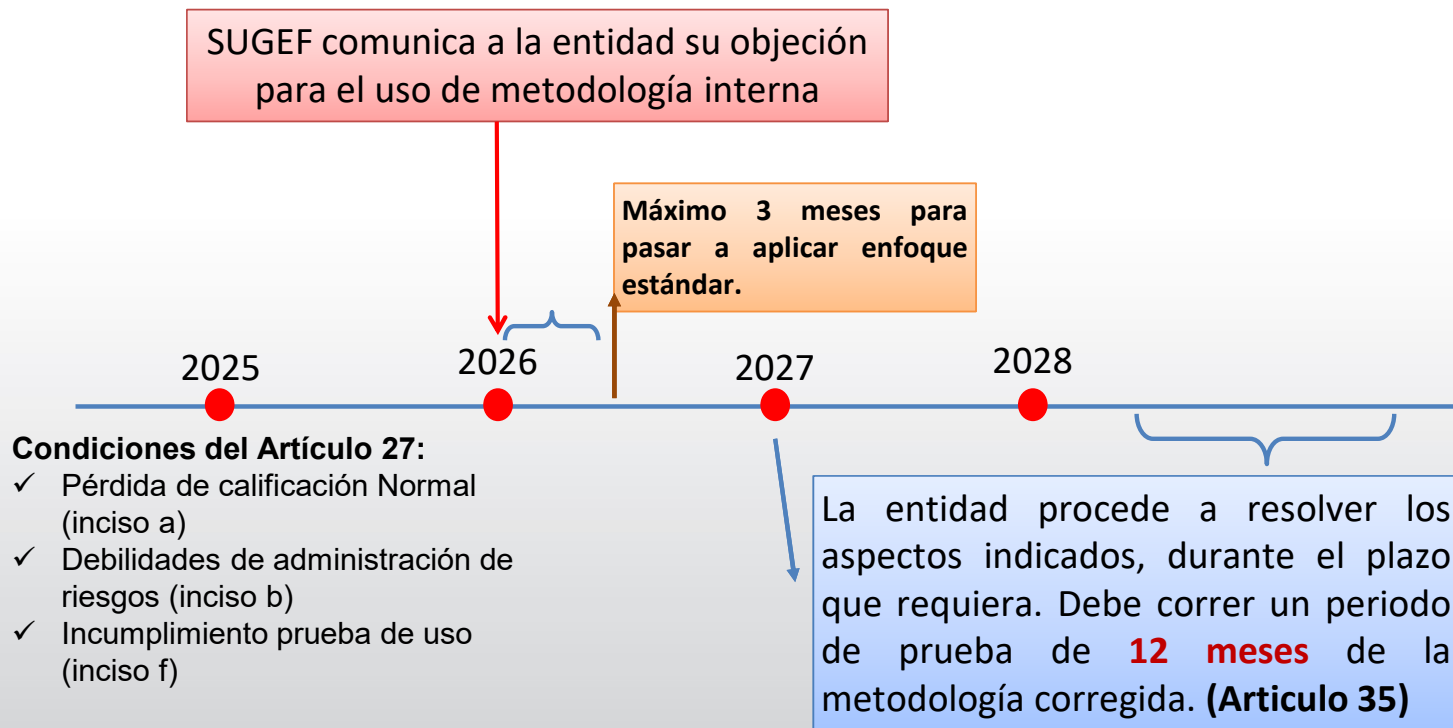 SUGEF comunica a la entidad su objeción
para el uso de metodología interna
Máximo 3 meses para
pasar a aplicar enfoque
estándar.
2025
2026
2027
2028
Condiciones del Artículo 27:
✓ Pérdida de calificación Normal
(inciso a)
✓ Debilidades de administración de
riesgos (inciso b)
✓ Incumplimiento prueba de uso
(inciso f)
La entidad procede a resolver los
aspectos indicados, durante el plazo
que requiera. Debe correr un periodo
de prueba de 12 meses de la
metodología corregida. (Articulo 35)